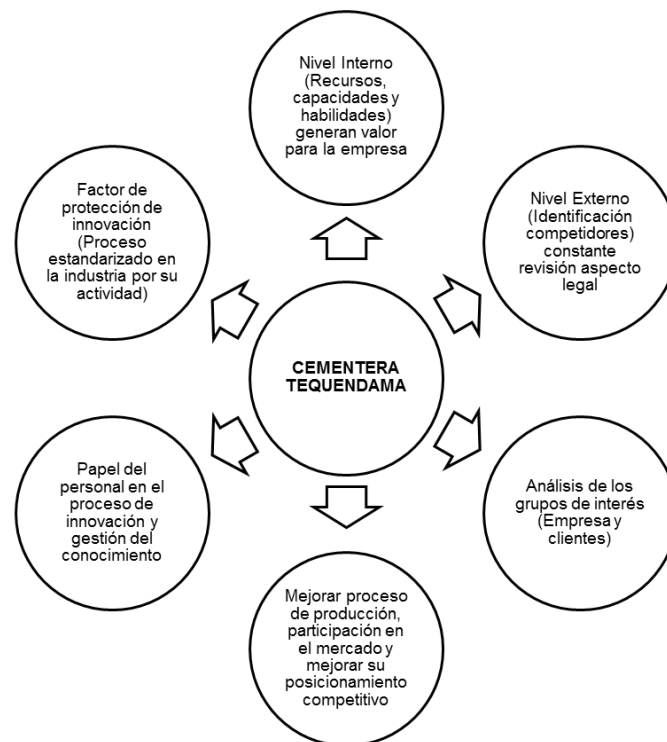 Nivel Interno
(Recursos,
capacidades y
habilidades)
generan valor
para la empresa
Factor de
protección de
innovación
(Proceso
estandarizado en
la industria por su
actividad)
Nivel Externo
(Identificación
competidores)
constante
revisión aspecto
legal
CEMENTERA
TEQUENDAMA
Papel del
personal en el
proceso de
innovación y
gestión del
conocimiento
Análisis de los
grupos de interés
(Empresa y
clientes)
Mejorar proceso
de producción,
participación en
el mercado y
mejorar su
posicionamiento
competitivo